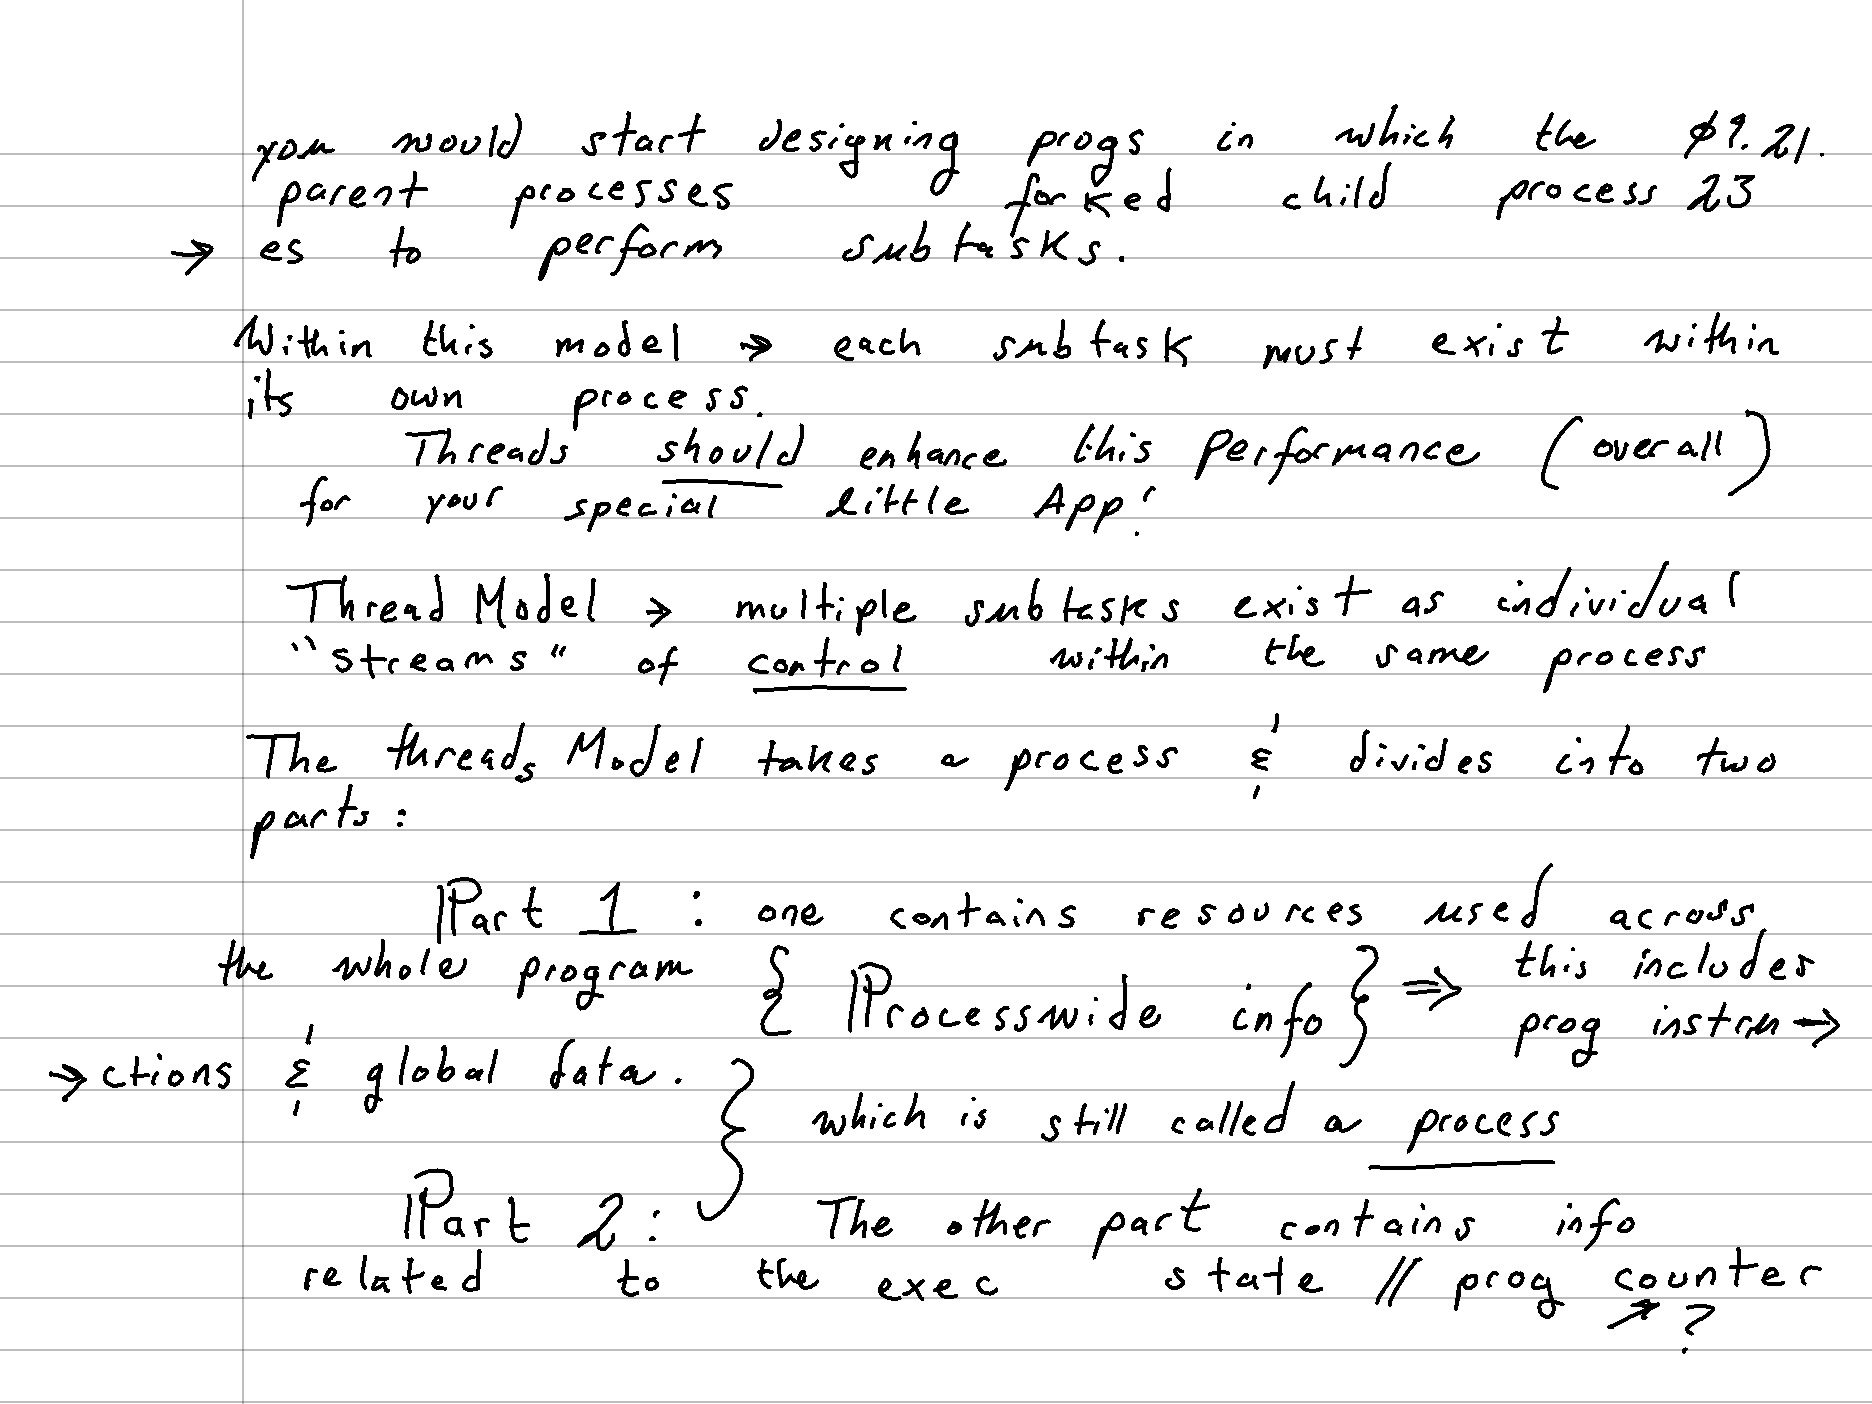 you would start designing progs in which the ø9.21.
parent processes forked child process 23
→ es to perform subtasks.
Within this model → each subtask must exist within
its own process.
Threads should enhance this performance (overall)
for your special little App!
Thread Model → multiple subtasks exist as individual
"streams" of control within the same process
The threads Model takes a process & divides into two
parts:
Part 1 : one contains resources used across
the whole program { Processwide info } ⇒ this includes
prog instru →
→ ctions & global data.
} which is still called a process
Part 2: The other part contains info
related to the exec state // prog counter
↗ ?